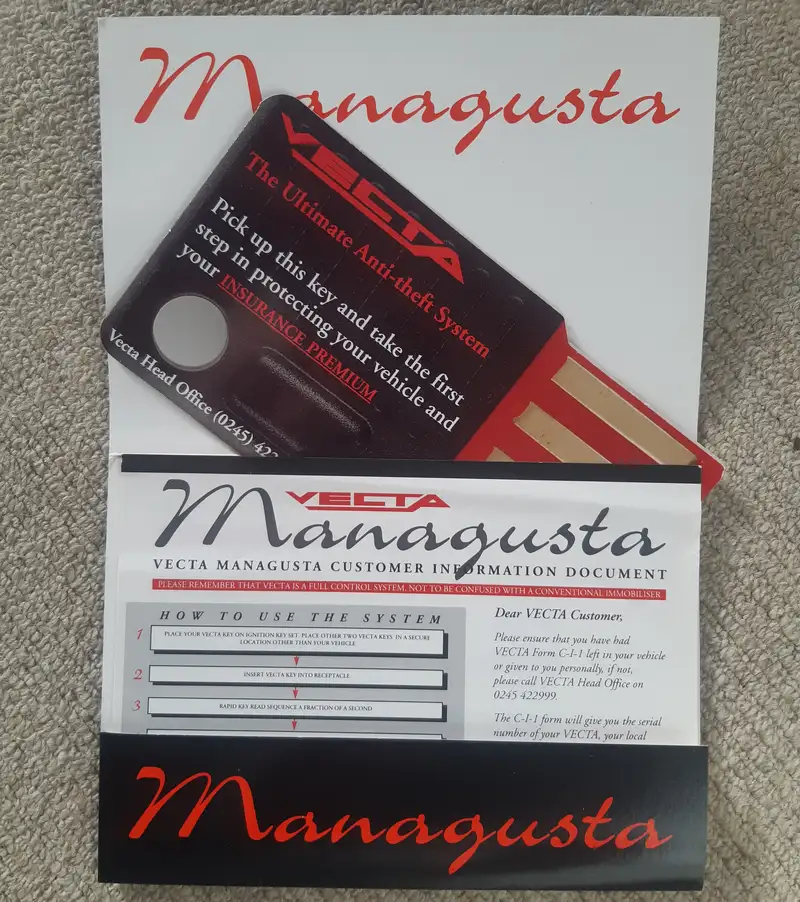 Managusta
VECTA
The Ultimate Anti-theft System
Pick up this key and take the first
step in protecting your vehicle and
your INSURANCE PREMIUM
Vecta Head Office (0245) 422
VECTA
Managusta
VECTA MANAGUSTA CUSTOMER INFORMATION DOCUMENT
PLEASE REMEMBER THAT VECTA IS A FULL CONTROL SYSTEM, NOT TO BE CONFUSED WITH A CONVENTIONAL IMMOBILISER
HOW TO USE THE SYSTEM
1 PLACE YOUR VECTA KEY ON IGNITION KEY SET. PLACE OTHER TWO VECTA KEYS IN A SECURE
LOCATION OTHER THAN YOUR VEHICLE
2 INSERT VECTA KEY INTO RECEPTACLE
3 RAPID KEY READ SEQUENCE A FRACTION OF A SECOND
Dear VECTA Customer,
Please ensure that you have had
VECTA Form C-I-1 left in your vehicle
or given to you personally, if not,
please call VECTA Head Office on
0245 422999.
The C-I-1 form will give you the serial
number of your VECTA, your local
Managusta